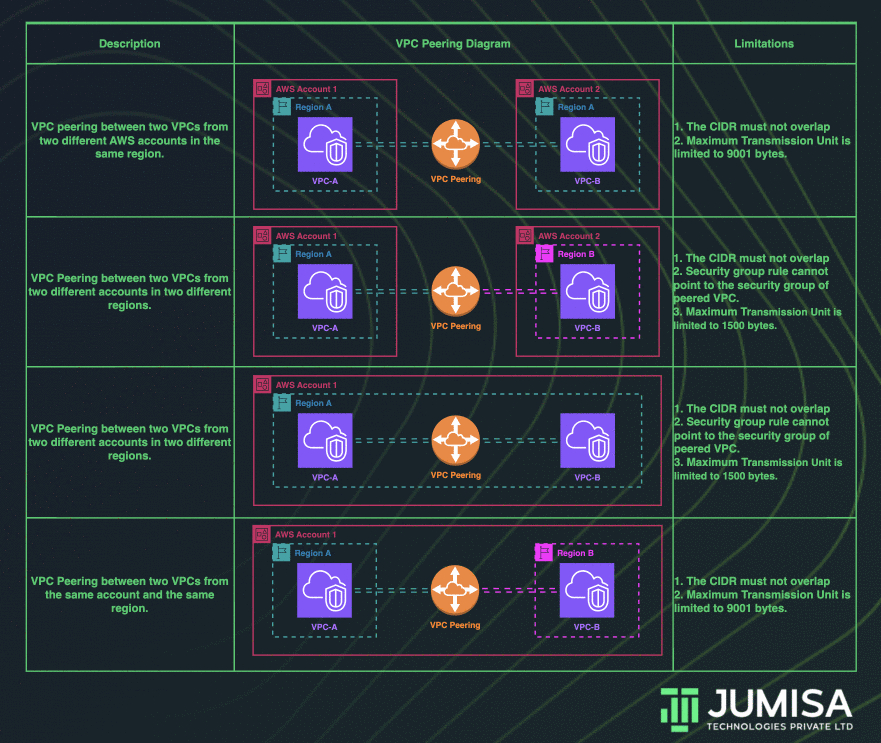 Description
VPC Peering Diagram
Limitations
VPC peering between two VPCs from
two different AWS accounts in the
same region.
AWS Account 1
Region A
VPC-A
VPC Peering
AWS Account 2
Region A
VPC-B
1. The CIDR must not overlap
2. Maximum Transmission Unit is
limited to 9001 bytes.
VPC Peering between two VPCs from
two different accounts in two different
regions.
AWS Account 1
Region A
VPC-A
VPC Peering
AWS Account 2
Region B
VPC-B
1. The CIDR must not overlap
2. Security group rule cannot
point to the security group of
peered VPC.
3. Maximum Transmission Unit is
limited to 1500 bytes.
VPC Peering between two VPCs from
two different accounts in two different
regions.
AWS Account 1
Region A
VPC-A
VPC Peering
VPC-B
1. The CIDR must not overlap
2. Security group rule cannot
point to the security group of
peered VPC.
3. Maximum Transmission Unit is
limited to 1500 bytes.
VPC Peering between two VPCs from
the same account and the same
region.
AWS Account 1
Region A
VPC-A
VPC Peering
Region B
VPC-B
1. The CIDR must not overlap
2. Maximum Transmission Unit is
limited to 9001 bytes.
JUMISA
TECHNOLOGIES PRIVATE LTD